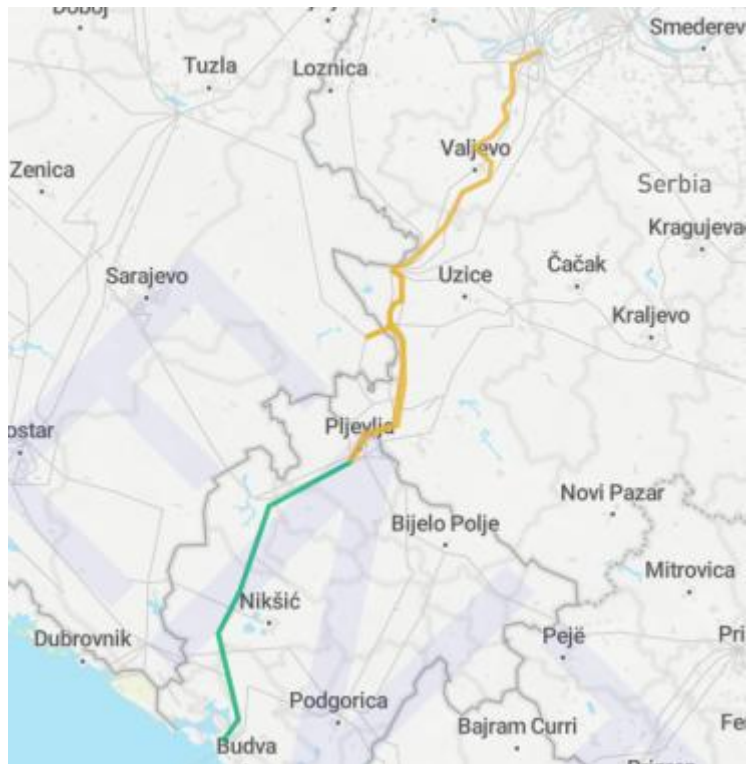 Doboj
Smederev
Tuzla
Loznica
Valjevo
Zenica
Serbia
Kragujevac
Sarajevo
Uzice
Čačak
Kraljevo
Pljevlja
ostar
Novi Pazar
Bijelo Polje
Mitrovica
Nikšić
Dubrovnik
Pejë
Pri
Podgorica
Bajram Curri
Fe
Budva
Prizren